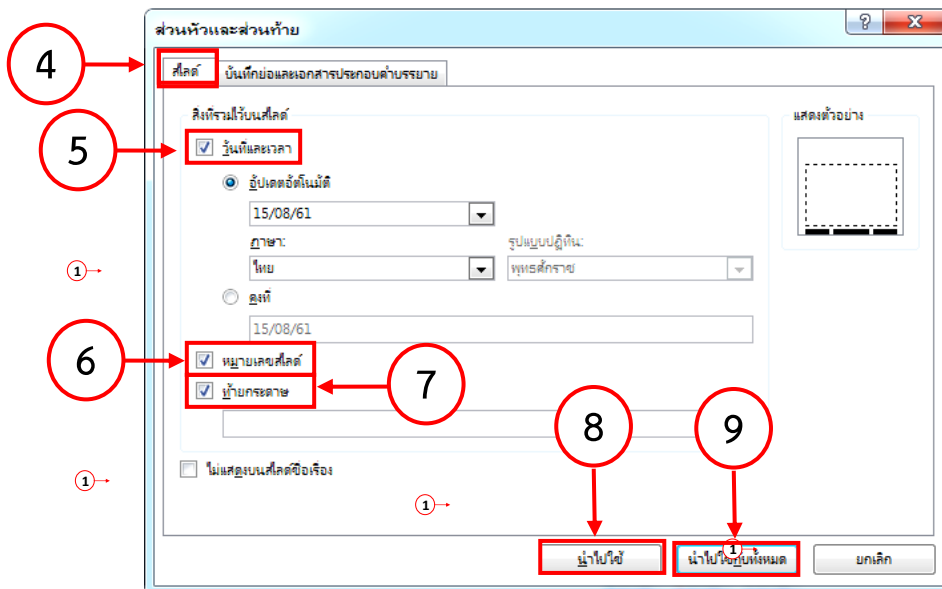 ส่วนหัวและส่วนท้าย
4
สไลด์ บันทึกย่อและเอกสารประกอบคำบรรยาย
สิ่งที่รวมไว้บนสไลด์ แสดงตัวอย่าง
5
วันที่และเวลา
อัปเดตอัตโนมัติ
15/08/61
ภาษา: รูปแบบปฏิทิน:
1
ไทย พุทธศักราช
คงที่
15/08/61
6
หมายเลขสไลด์
7
ท้ายกระดาษ
8 9
ไม่แสดงบนสไลด์ชื่อเรื่อง
1
1
1
นำไปใช้ นำไปใช้กับทั้งหมด ยกเลิก